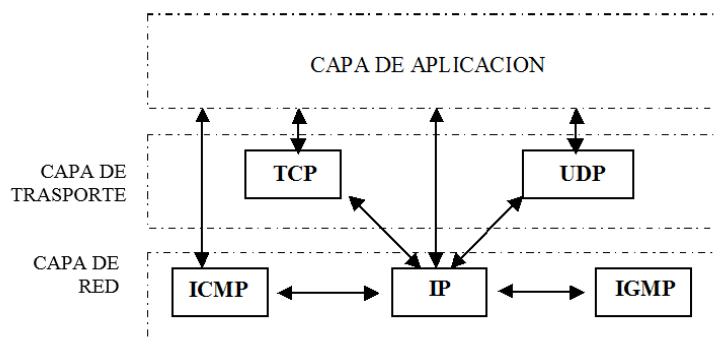 CAPA DE APLICACION
CAPA DE
TRASPORTE
TCP
UDP
CAPA DE
RED
ICMP
IP
IGMP